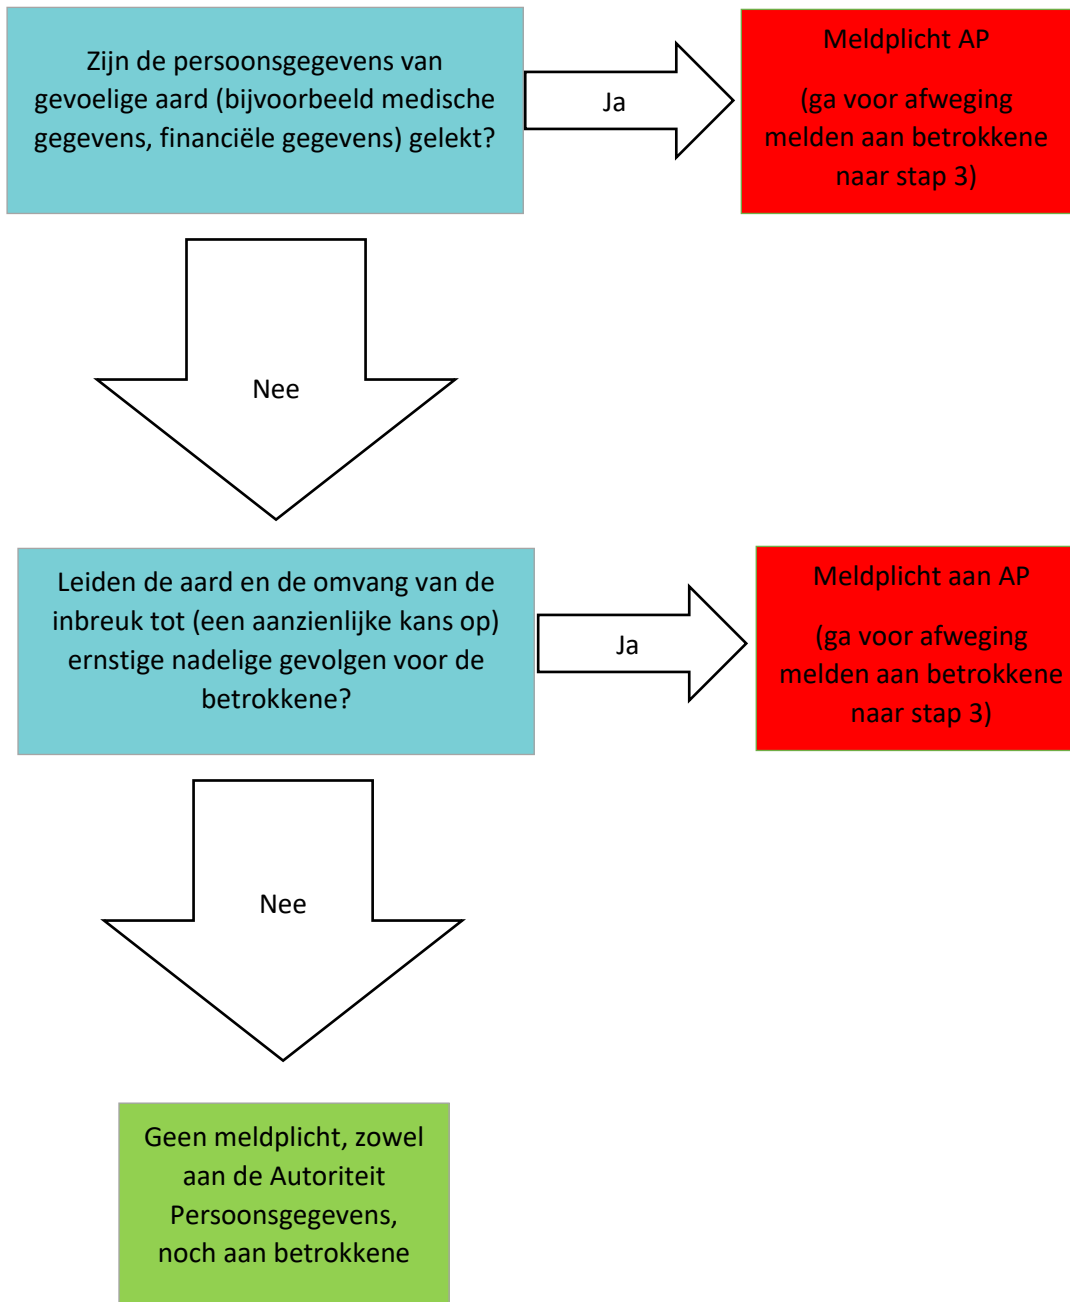 Zijn de persoonsgegevens van
gevoelige aard (bijvoorbeeld medische
gegevens, financiële gegevens) gelekt?
Ja
Meldplicht AP
(ga voor afweging
melden aan betrokkene
naar stap 3)
Nee
Leiden de aard en de omvang van de
inbreuk tot (een aanzienlijke kans op)
ernstige nadelige gevolgen voor de
betrokkene?
Ja
Meldplicht aan AP
(ga voor afweging
melden aan betrokkene
naar stap 3)
Nee
Geen meldplicht, zowel
aan de Autoriteit
Persoonsgegevens,
noch aan betrokkene